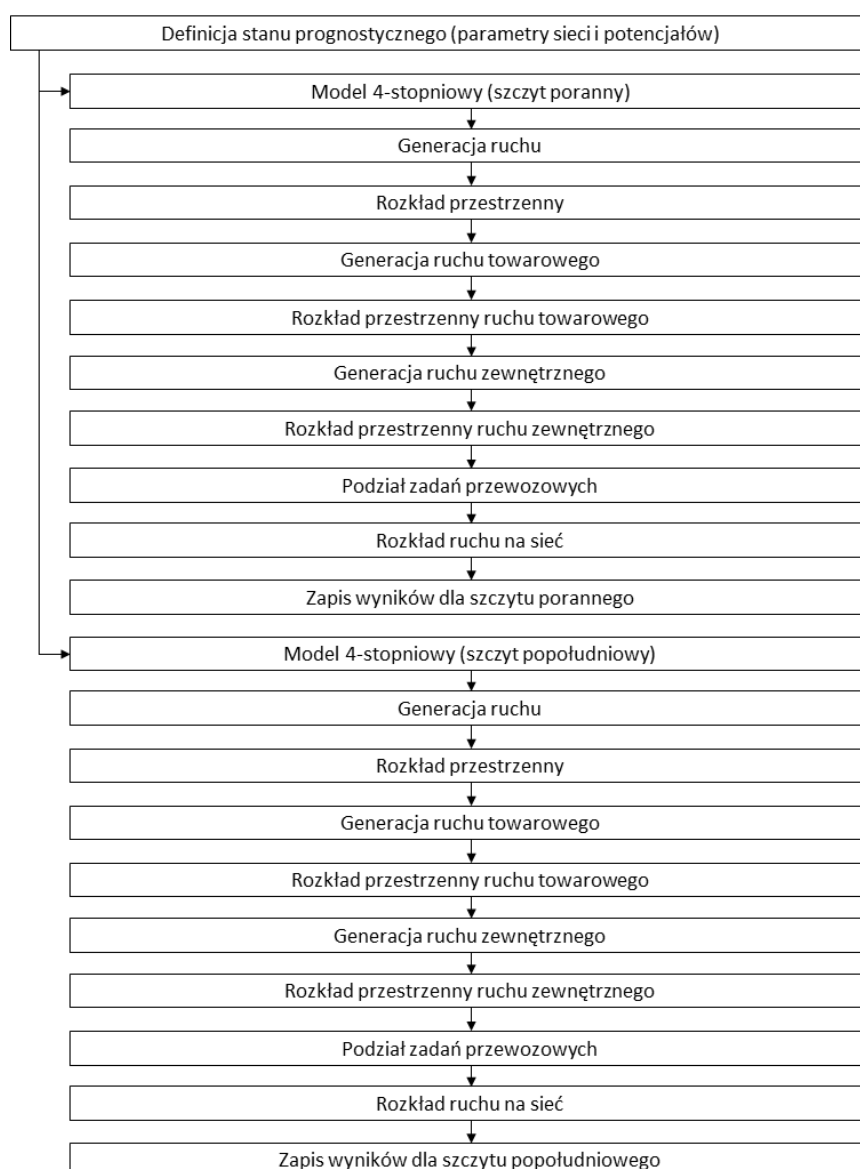 Definicja stanu prognostycznego (parametry sieci i potencjałów)
Model 4-stopniowy (szczyt poranny)
Generacja ruchu
Rozkład przestrzenny
Generacja ruchu towarowego
Rozkład przestrzenny ruchu towarowego
Generacja ruchu zewnętrznego
Rozkład przestrzenny ruchu zewnętrznego
Podział zadań przewozowych
Rozkład ruchu na sieć
Zapis wyników dla szczytu porannego
Model 4-stopniowy (szczyt popołudniowy)
Generacja ruchu
Rozkład przestrzenny
Generacja ruchu towarowego
Rozkład przestrzenny ruchu towarowego
Generacja ruchu zewnętrznego
Rozkład przestrzenny ruchu zewnętrznego
Podział zadań przewozowych
Rozkład ruchu na sieć
Zapis wyników dla szczytu popołudniowego